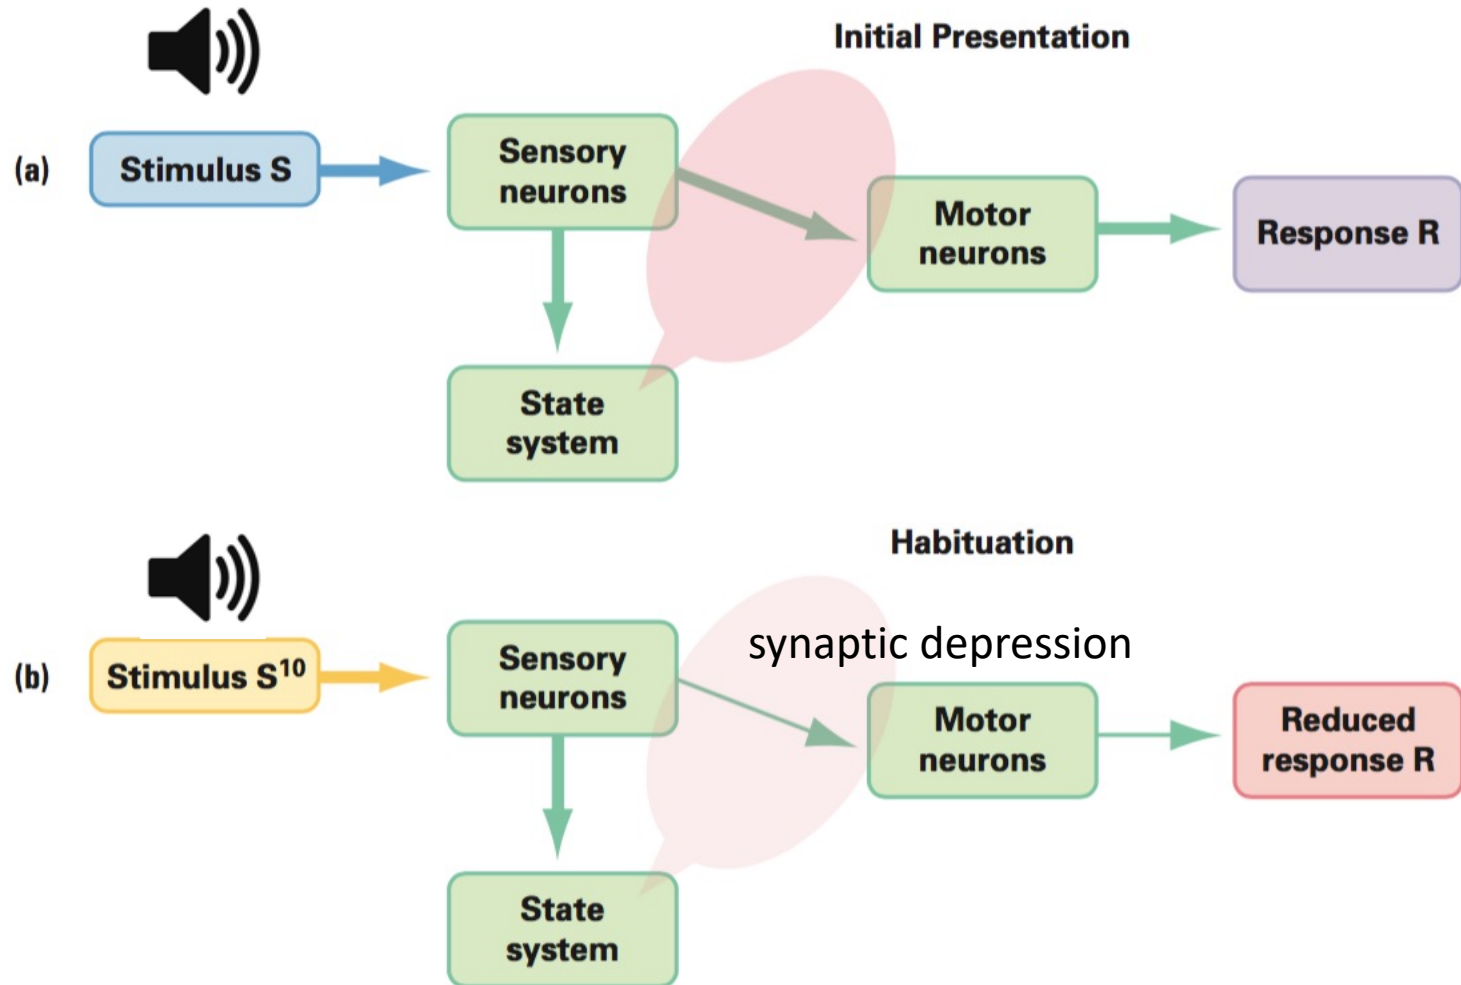 Initial Presentation
(a)
Stimulus S
Sensory
neurons
Motor
neurons
Response R
State
system
Habituation
synaptic depression
(b)
Stimulus S¹⁰
Sensory
neurons
Motor
neurons
Reduced
response R
State
system